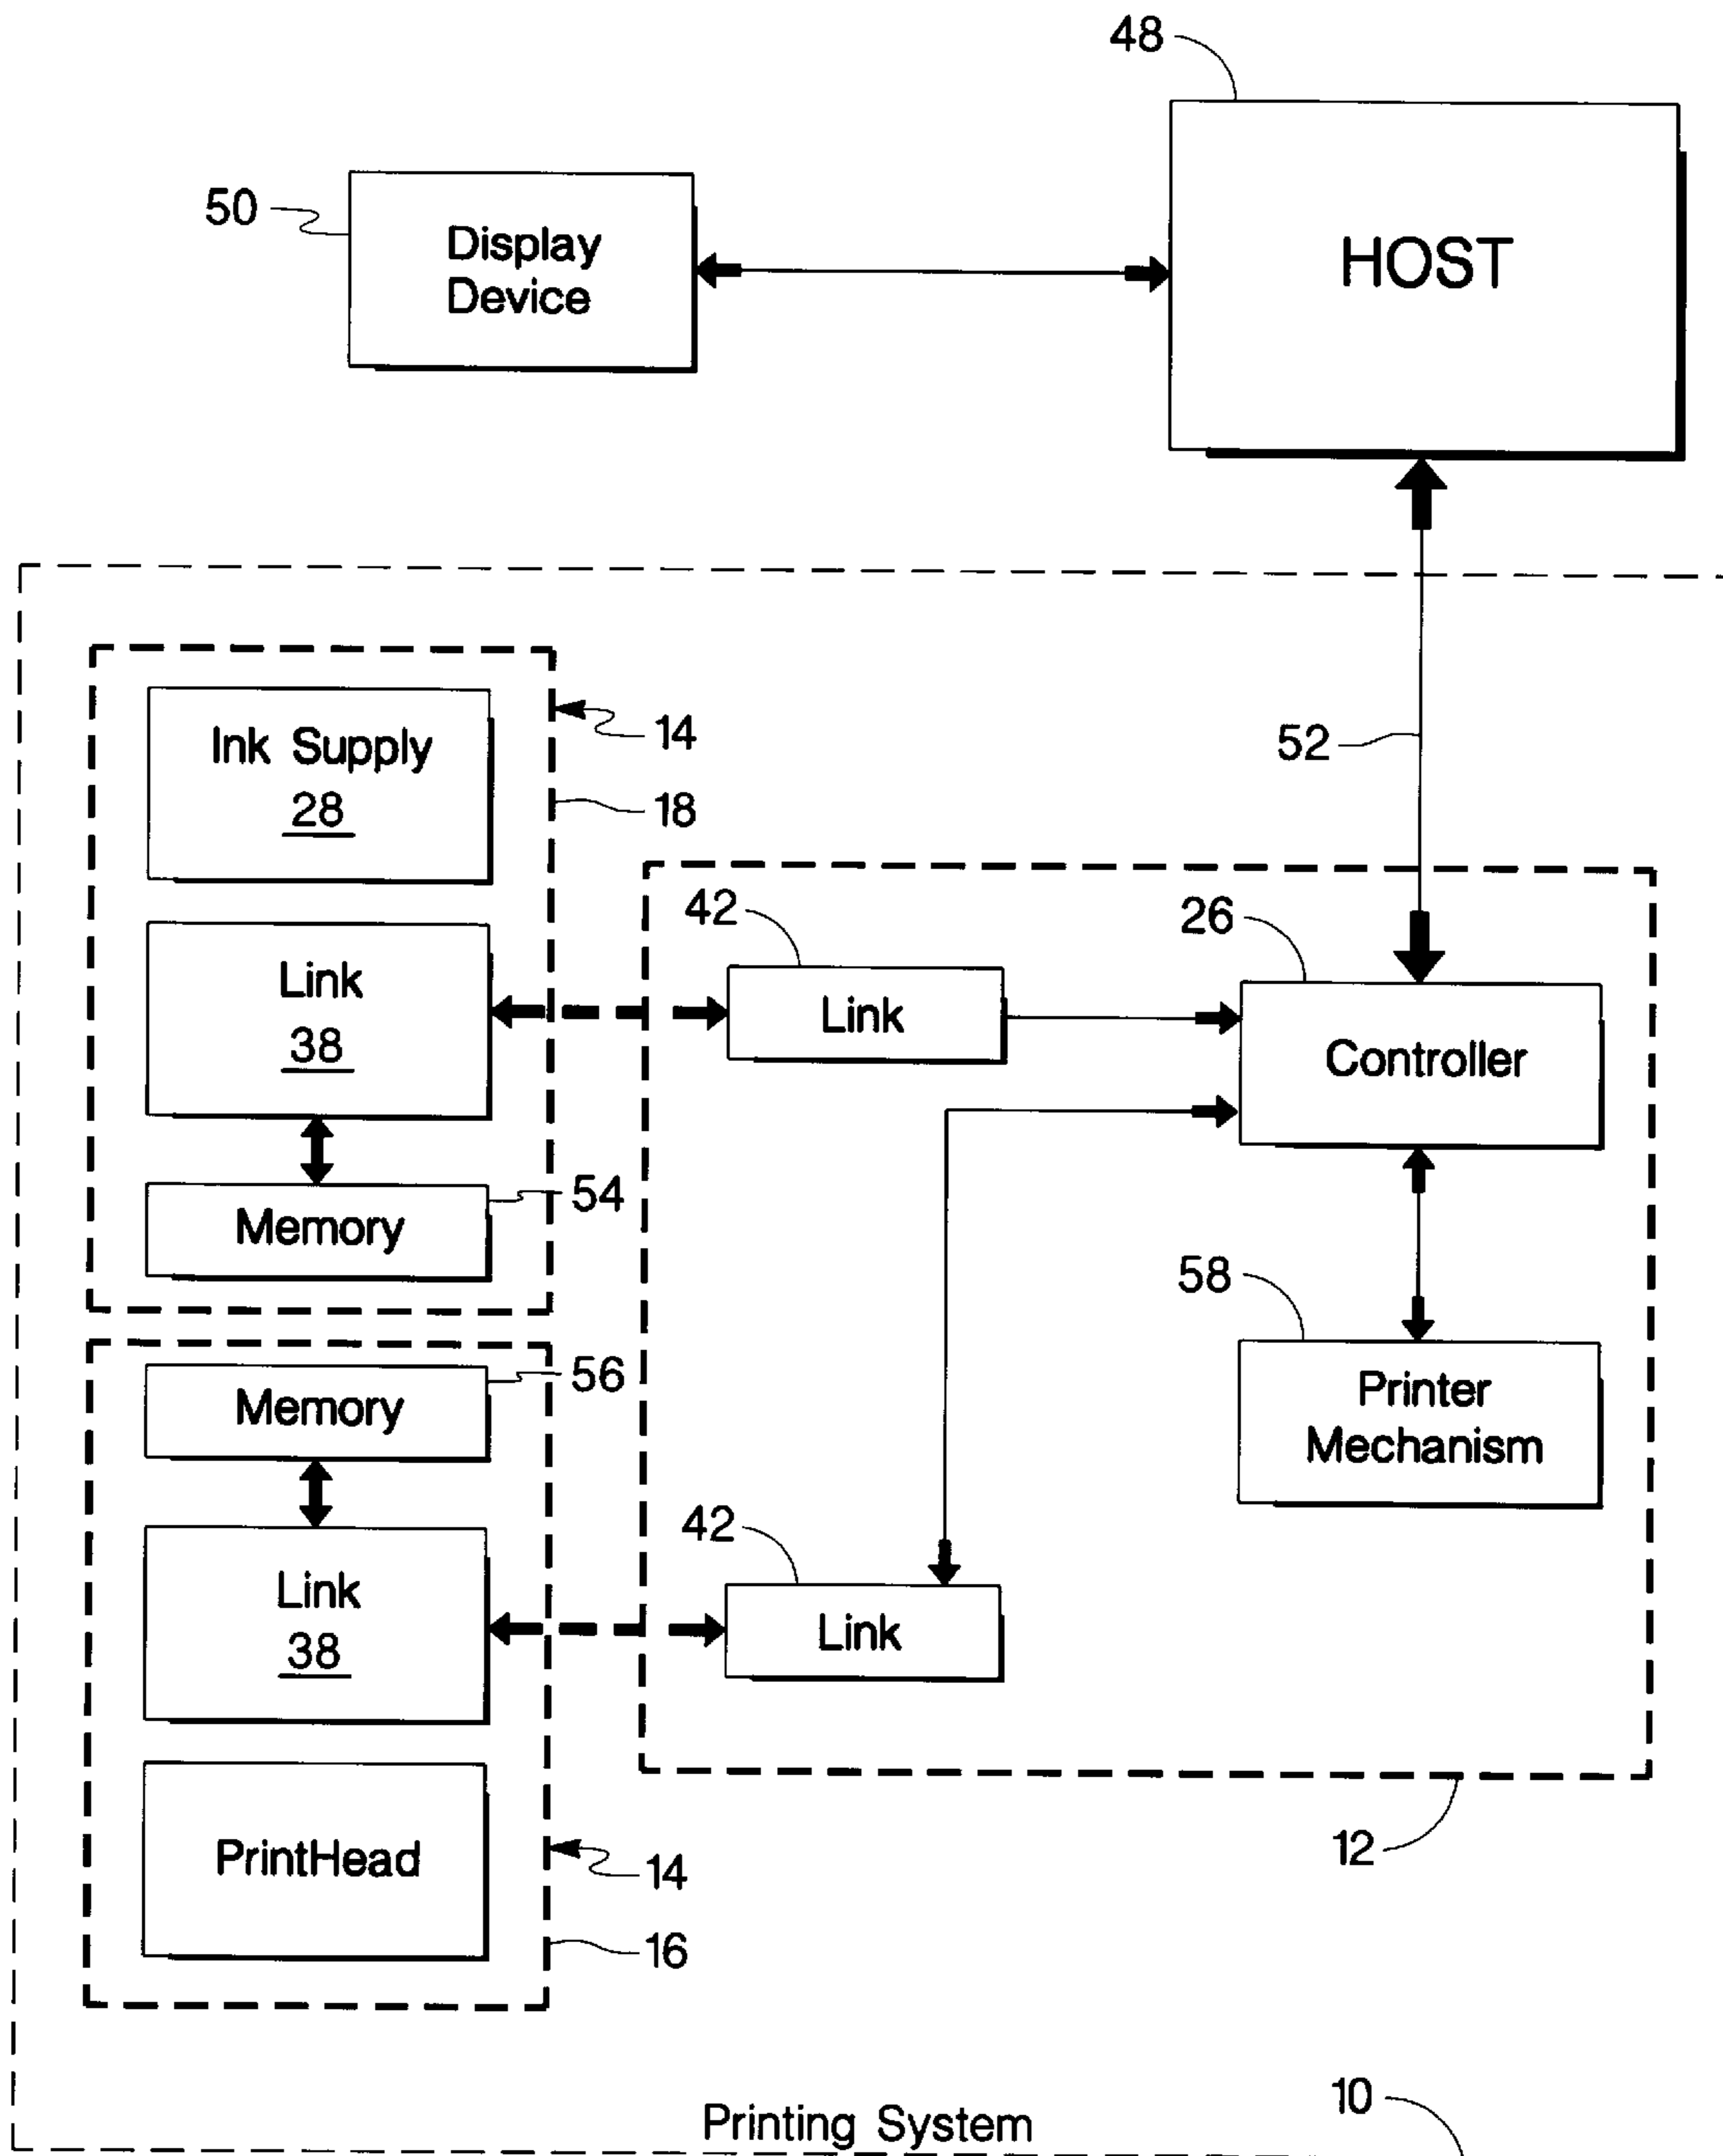 48
HOST
50
Display
Device
52
14
18
Ink Supply
28
Link
38
42
Link
26
Controller
54
Memory
58
Printer
Mechanism
56
Memory
42
Link
Link
38
14
PrintHead
16
12
10
Printing System